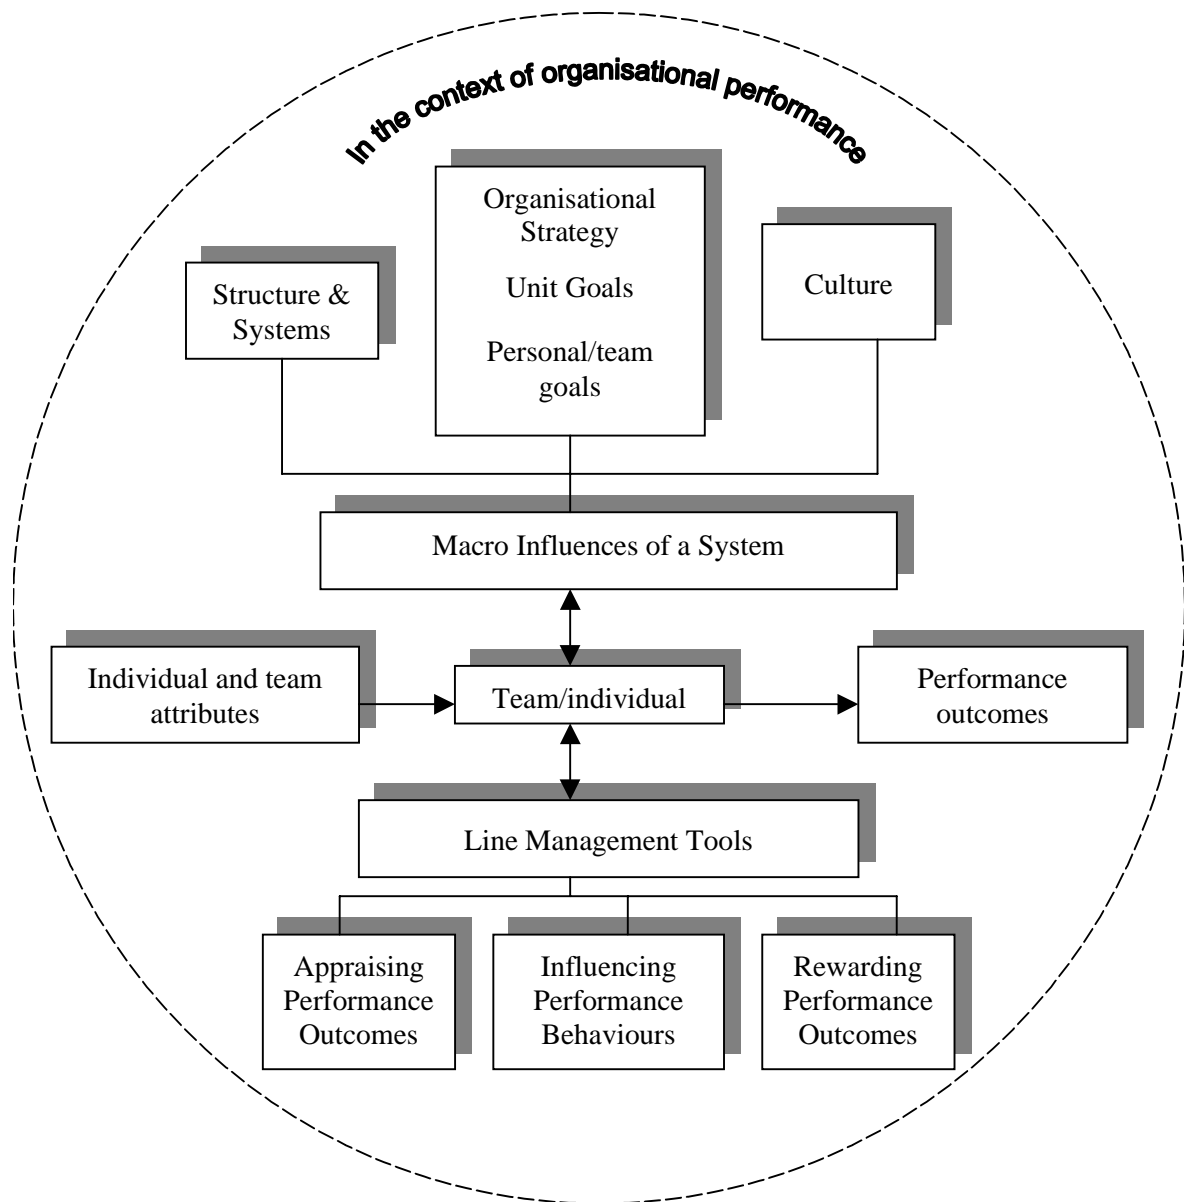 In the context of organisational performance
Organisational
Strategy
Unit Goals
Personal/team
goals
Structure &
Systems
Culture
Macro Influences of a System
Individual and team
attributes
Team/individual
Performance
outcomes
Line Management Tools
Appraising
Performance
Outcomes
Influencing
Performance
Behaviours
Rewarding
Performance
Outcomes